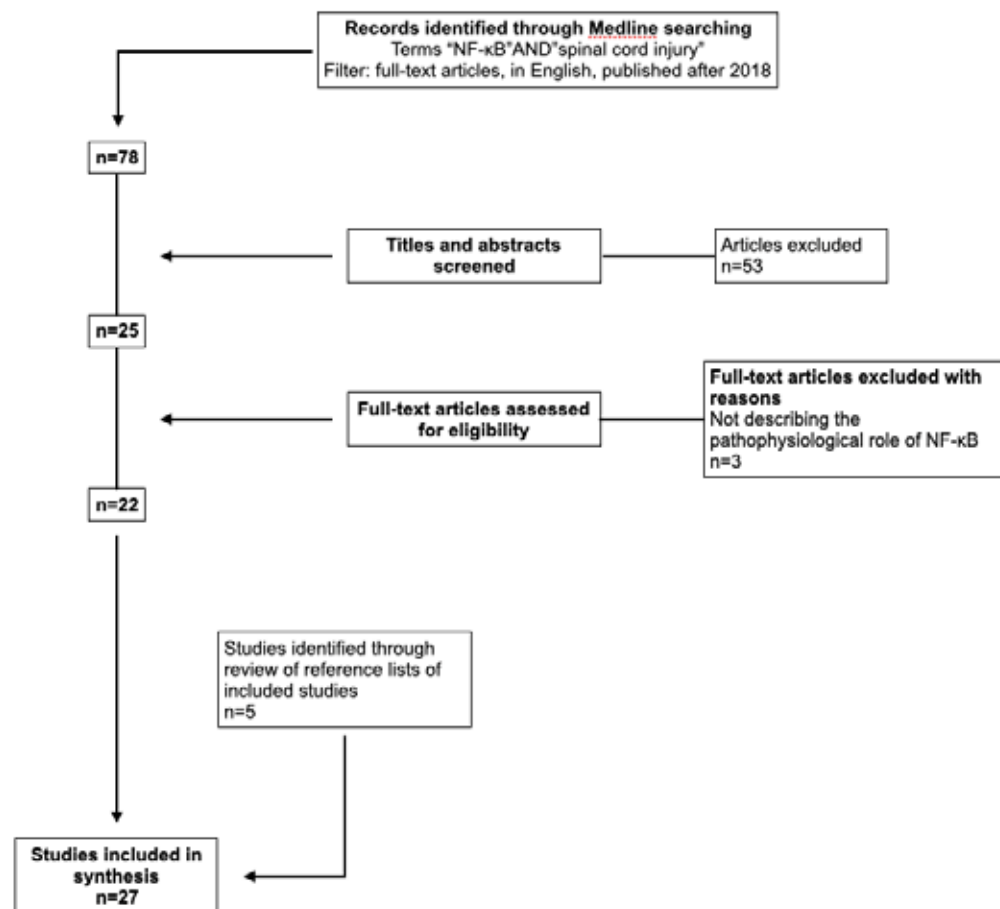 Records identified through Medline searching
Terms "NF-κB"AND"spinal cord injury"
Filter: full-text articles, in English, published after 2018
n=78
Titles and abstracts
screened
Articles excluded
n=53
n=25
Full-text articles assessed
for eligibility
Full-text articles excluded with
reasons
Not describing the
pathophysiological role of NF-κB
n=3
n=22
Studies identified through
review of reference lists of
included studies
n=5
Studies included in
synthesis
n=27